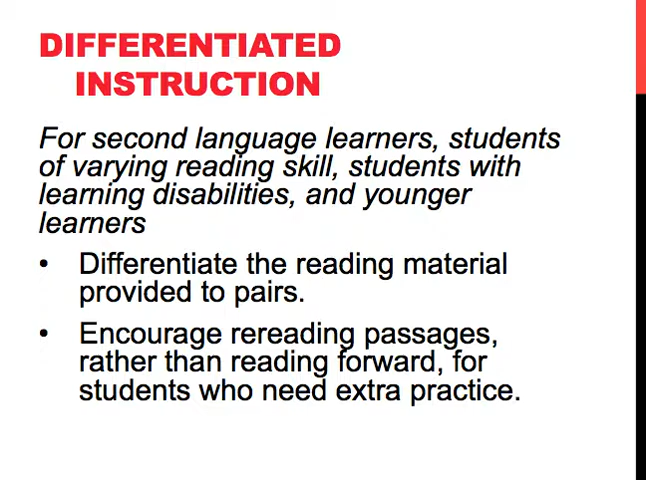 DIFFERENTIATED
INSTRUCTION
For second language learners, students
of varying reading skill, students with
learning disabilities, and younger
learners
• Differentiate the reading material
provided to pairs.
• Encourage rereading passages,
rather than reading forward, for
students who need extra practice.